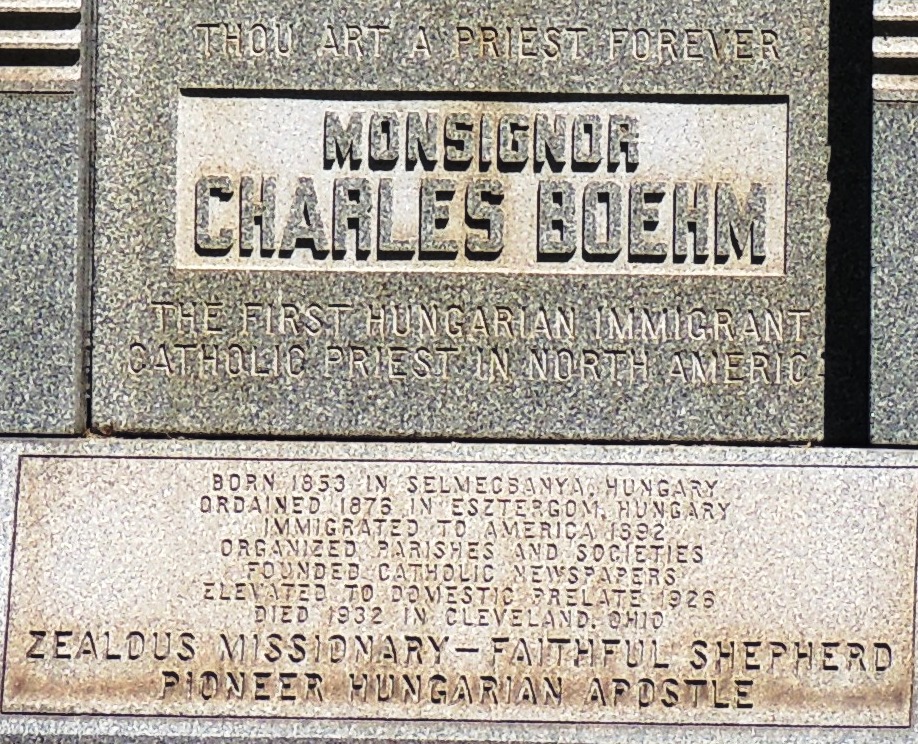 THOU ART A PRIEST FOREVER
MONSIGNOR
CHARLES BOEHM
THE FIRST HUNGARIAN IMMIGRANT
CATHOLIC PRIEST IN NORTH AMERIC
BORN 1853 IN SELMECBANYA, HUNGARY
ORDAINED 1876 IN ESZTERGOM, HUNGARY
IMMIGRATED TO AMERICA 1892
ORGANIZED PARISHES AND SOCIETIES
FOUNDED CATHOLIC NEWSPAPERS
ELEVATED TO DOMESTIC PRELATE 1926
DIED 1932 IN CLEVELAND, OHIO
ZEALOUS MISSIONARY — FAITHFUL SHEPHERD
PIONEER HUNGARIAN APOSTLE